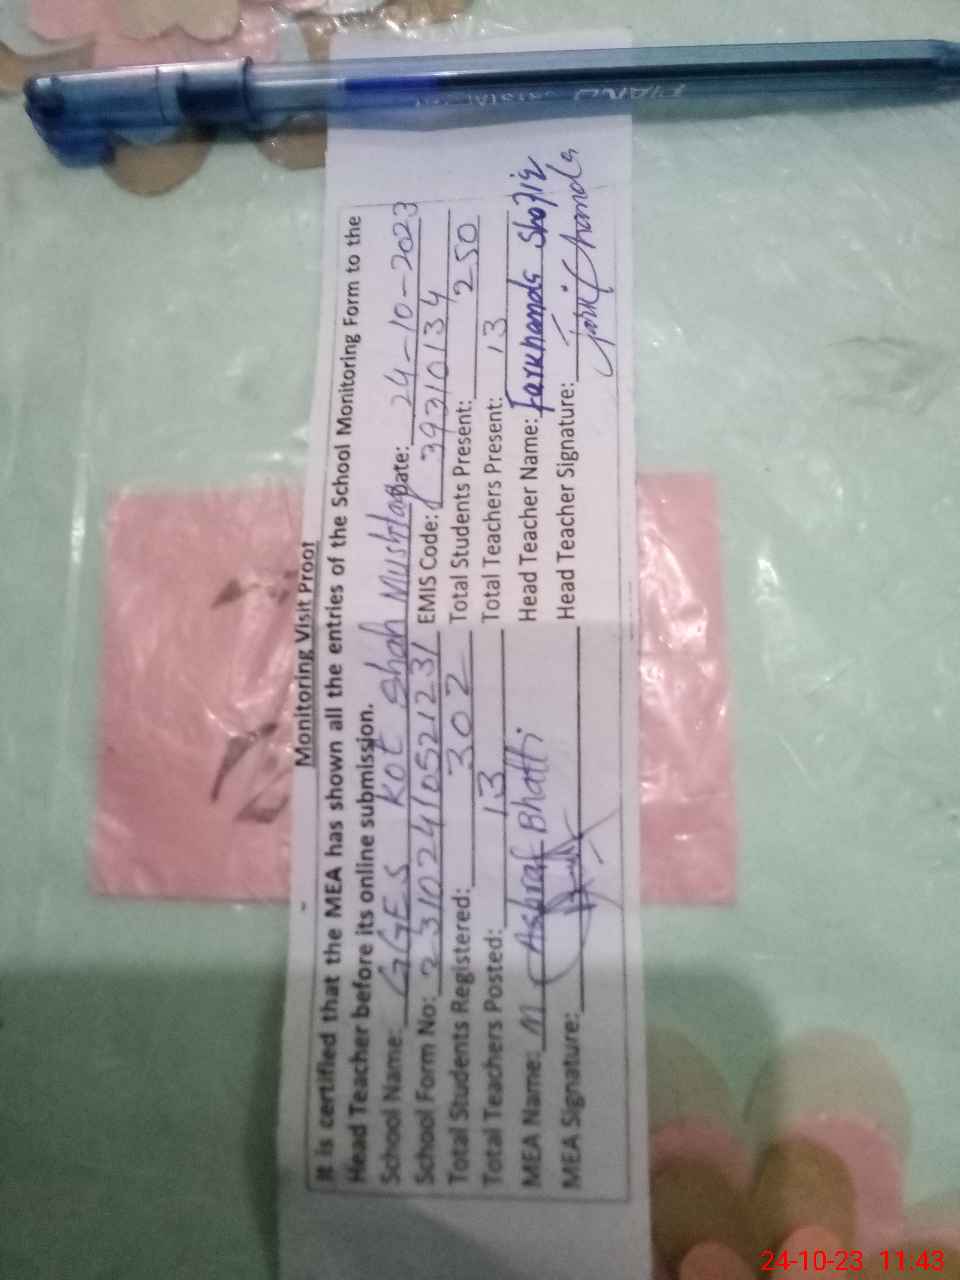 Monitoring Visit Proof
It is certified that the MEA has shown all the entries of the School Monitoring Form to the
Head Teacher before its online submission.
School Name: GGES Kot Shah Mushtaq Date: 24-10-2023
School Form No: 23102410521231 EMIS Code: 39310134
Total Students Registered: 302 Total Students Present: 250
Total Teachers Posted: 13 Total Teachers Present: 13
MEA Name: M Ashraf Bhatti Head Teacher Name: Farkhanda Shafiq
MEA Signature: Head Teacher Signature:
PIANO
24-10-23 11:43